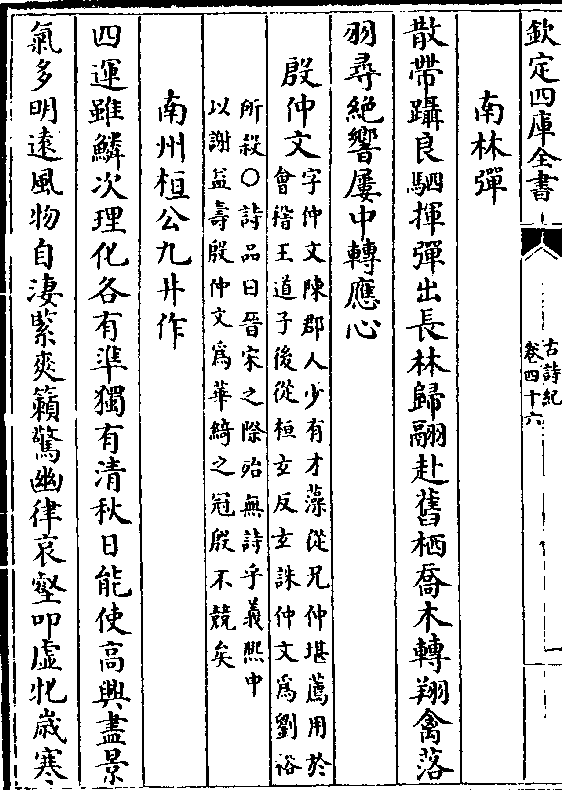 欽定四庫全書
古詩紀
卷四十六
南林彈
散帶躡良駟揮彈出長林歸翮赴舊栖喬木轉翔禽落
羽尋絶響屢中轉應心
殷仲文
字仲文陳郡人少有才藻從兄仲堪薦用於
會稽王道子後從桓𤣥反𤣥誅仲文為劉裕
所殺○詩品曰晉宋之際殆無詩乎義熙中
以謝益壽殷仲文為華綺之冠殷不競矣
南州桓公九井作
四運雖鱗次理化各有準獨有清秋日能使高興盡景
氣多明遠風物自淒緊爽籟驚幽律哀壑叩虛牝歲寒